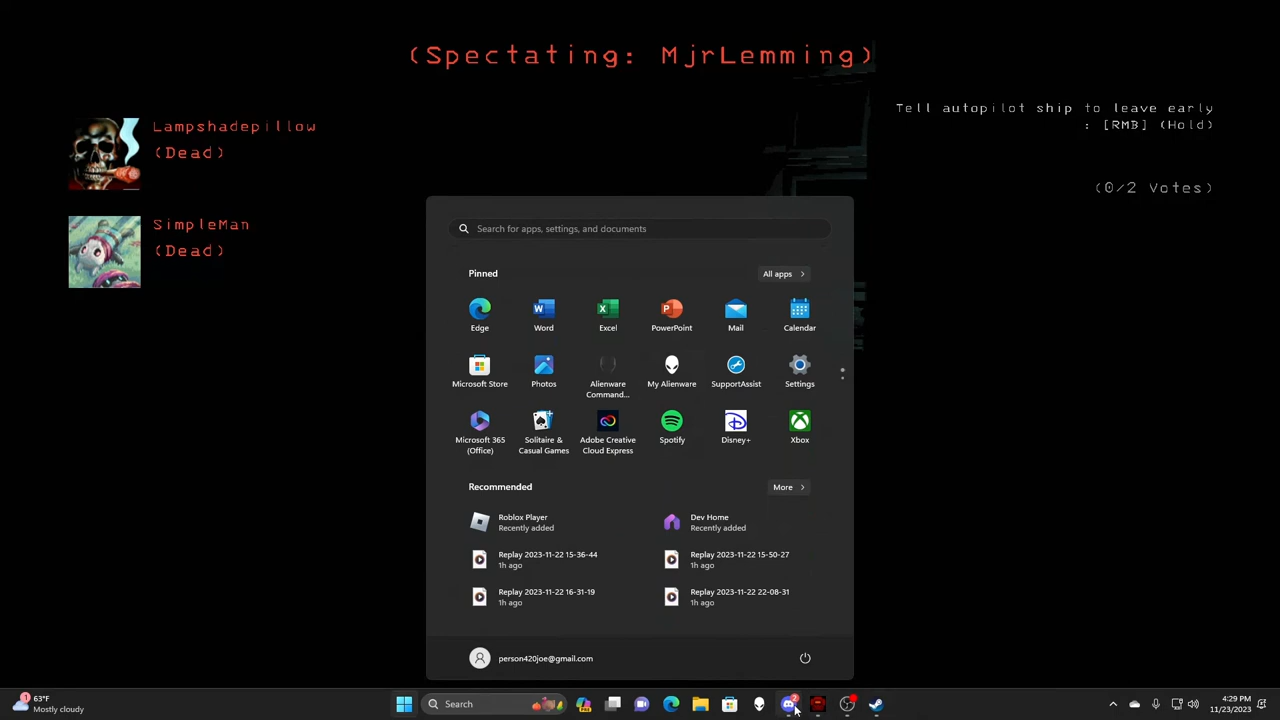 (Spectating: MjrLemming)
Tell autopilot ship to leave early
: [RMB] (Hold)
(0/2 Votes)
Lampshadepillow
(Dead)
SimpleMan
(Dead)
Search for apps, settings, and documents
Pinned
All apps
Edge
Word
Excel
PowerPoint
Mail
Calendar
Microsoft Store
Photos
Alienware
Command...
My Alienware
SupportAssist
Settings
Microsoft 365
(Office)
Solitaire &
Casual Games
Adobe Creative
Cloud Express
Spotify
Disney+
Xbox
Recommended
More
Roblox Player
Recently added
Dev Home
Recently added
Replay 2023-11-22 15-36-44
1h ago
Replay 2023-11-22 15-50-27
1h ago
Replay 2023-11-22 16-31-19
1h ago
Replay 2023-11-22 22-08-31
1h ago
person420joe@gmail.com
1
63°F
Mostly cloudy
Search
2
4:29 PM
11/23/2023